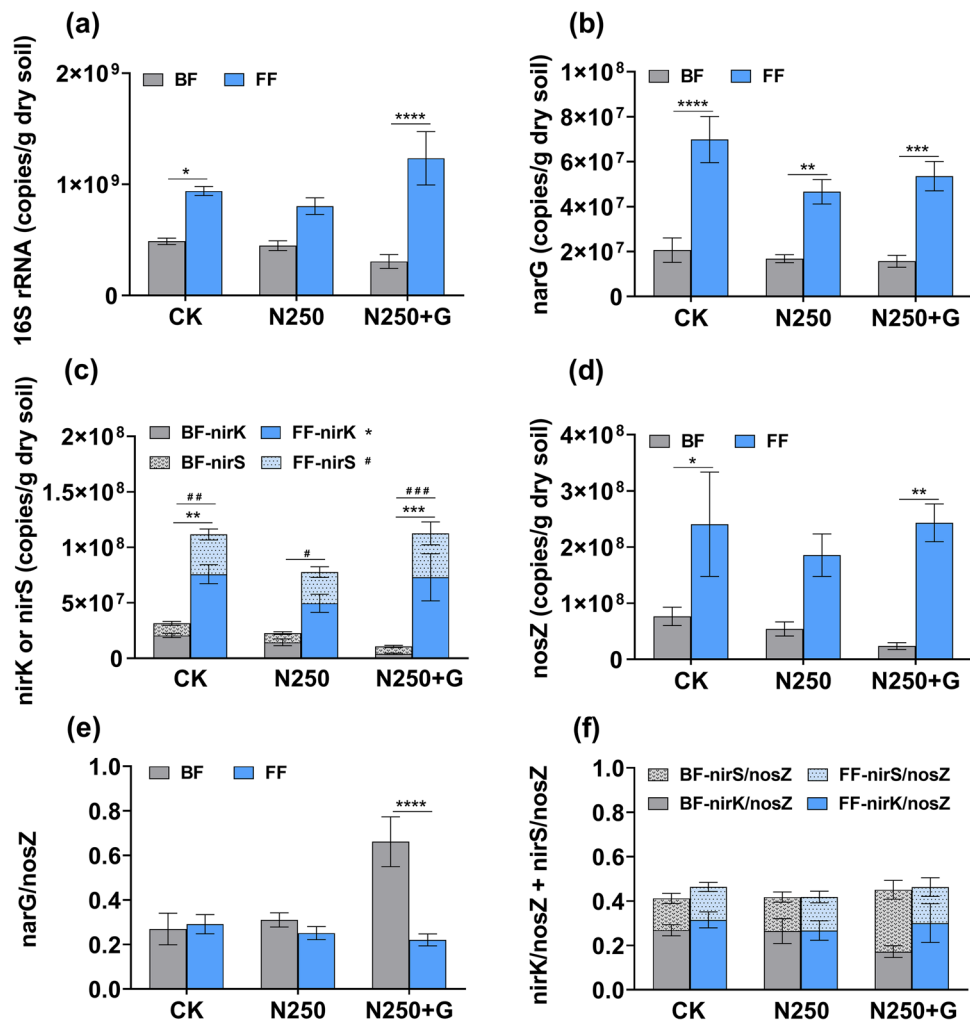 (a)
16S rRNA (copies/g dry soil)
BF FF
2×10⁹
1×10⁹
0
* ****
CK N250 N250+G
(b)
narG (copies/g dry soil)
BF FF
1×10⁸
8×10⁷
6×10⁷
4×10⁷
2×10⁷
0
**** ** ***
CK N250 N250+G
(c)
nirK or nirS (copies/g dry soil)
BF-nirK FF-nirK *
BF-nirS FF-nirS #
2×10⁸
1.5×10⁸
1×10⁸
5×10⁷
0
## # ###
** ***
CK N250 N250+G
(d)
nosZ (copies/g dry soil)
BF FF
4×10⁸
3×10⁸
2×10⁸
1×10⁸
0
* **
CK N250 N250+G
(e)
narG/nosZ
BF FF
1.0
0.8
0.6
0.4
0.2
0.0
****
CK N250 N250+G
(f)
nirK/nosZ + nirS/nosZ
BF-nirS/nosZ FF-nirS/nosZ
BF-nirK/nosZ FF-nirK/nosZ
1.0
0.8
0.6
0.4
0.2
0.0
CK N250 N250+G